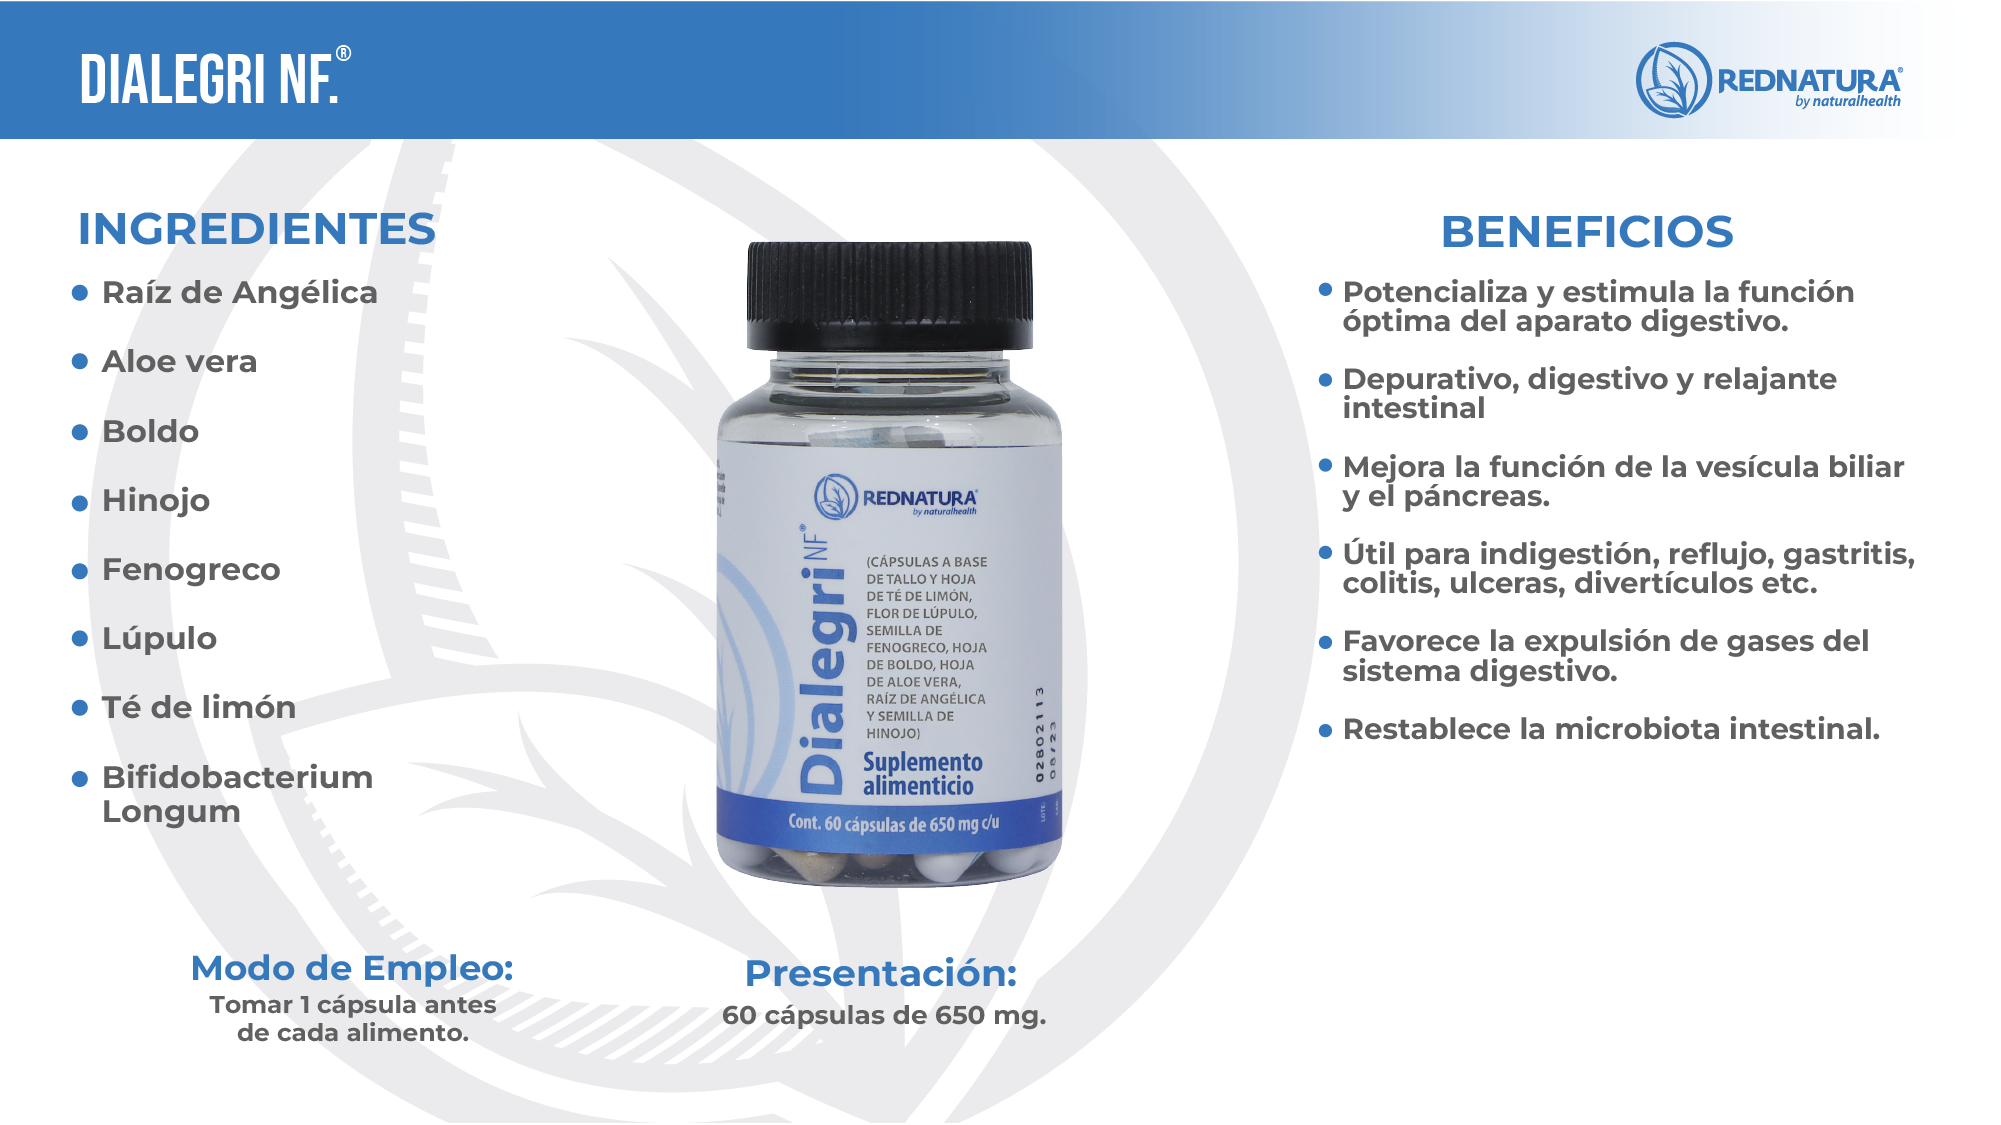 DIALEGRI NF.®
REDNATURA®
by naturalhealth
INGREDIENTES
Raíz de Angélica
Aloe vera
Boldo
Hinojo
Fenogreco
Lúpulo
Té de limón
Bifidobacterium
Longum
REDNATURA®
by naturalhealth
Dialegri NF®
(CÁPSULAS A BASE
DE TALLO Y HOJA
DE TÉ DE LIMÓN,
FLOR DE LÚPULO,
SEMILLA DE
FENOGRECO, HOJA
DE BOLDO, HOJA
DE ALOE VERA,
RAÍZ DE ANGÉLICA
Y SEMILLA DE
HINOJO)
Suplemento
alimenticio
Cont. 60 cápsulas de 650 mg c/u
LOTE: 02802113
08/23
BENEFICIOS
Potencializa y estimula la función
óptima del aparato digestivo.
Depurativo, digestivo y relajante
intestinal
Mejora la función de la vesícula biliar
y el páncreas.
Útil para indigestión, reflujo, gastritis,
colitis, ulceras, divertículos etc.
Favorece la expulsión de gases del
sistema digestivo.
Restablece la microbiota intestinal.
Modo de Empleo:
Tomar 1 cápsula antes
de cada alimento.
Presentación:
60 cápsulas de 650 mg.